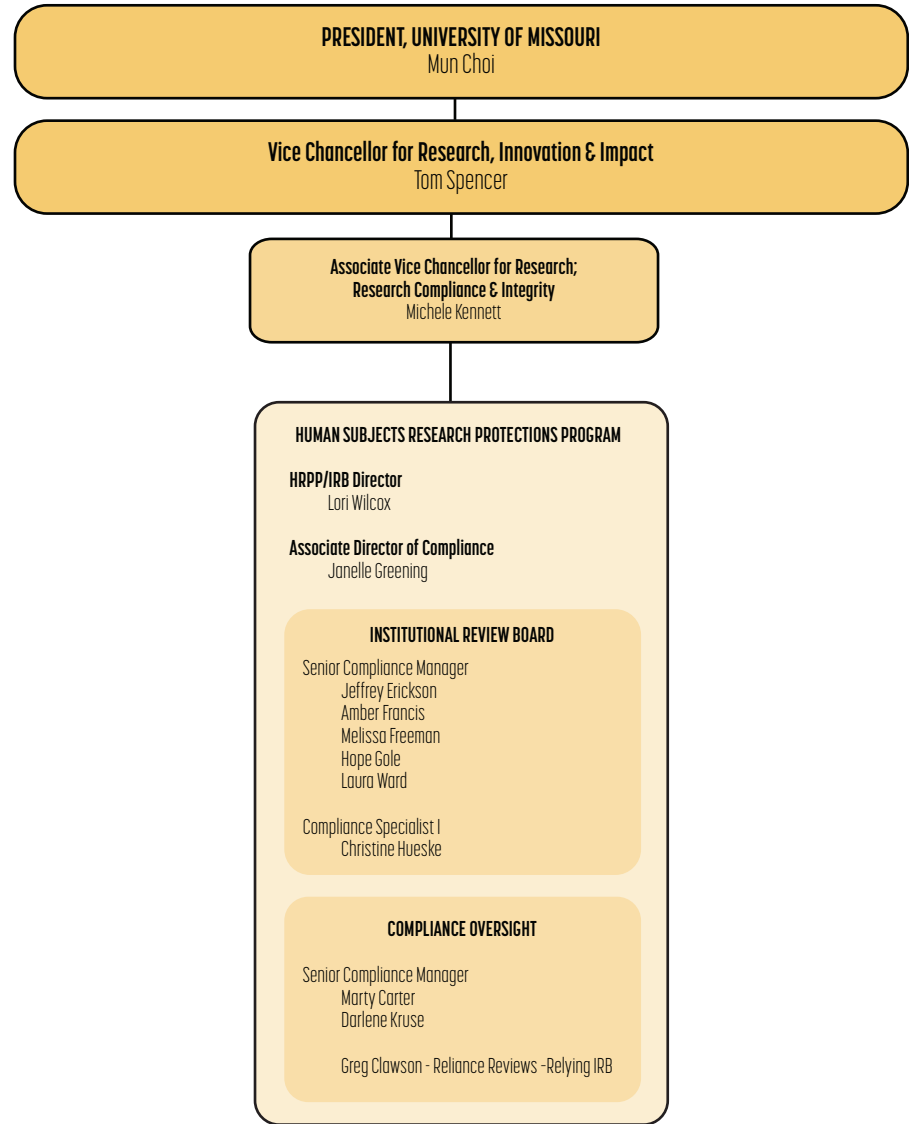 PRESIDENT, UNIVERSITY OF MISSOURI
Mun Choi
Vice Chancellor for Research, Innovation & Impact
Tom Spencer
Associate Vice Chancellor for Research;
Research Compliance & Integrity
Michele Kennett
HUMAN SUBJECTS RESEARCH PROTECTIONS PROGRAM
HRPP/IRB Director
Lori Wilcox
Associate Director of Compliance
Janelle Greening
INSTITUTIONAL REVIEW BOARD
Senior Compliance Manager
Jeffrey Erickson
Amber Francis
Melissa Freeman
Hope Gole
Laura Ward
Compliance Specialist I
Christine Hueske
COMPLIANCE OVERSIGHT
Senior Compliance Manager
Marty Carter
Darlene Kruse
Greg Clawson - Reliance Reviews -Relying IRB